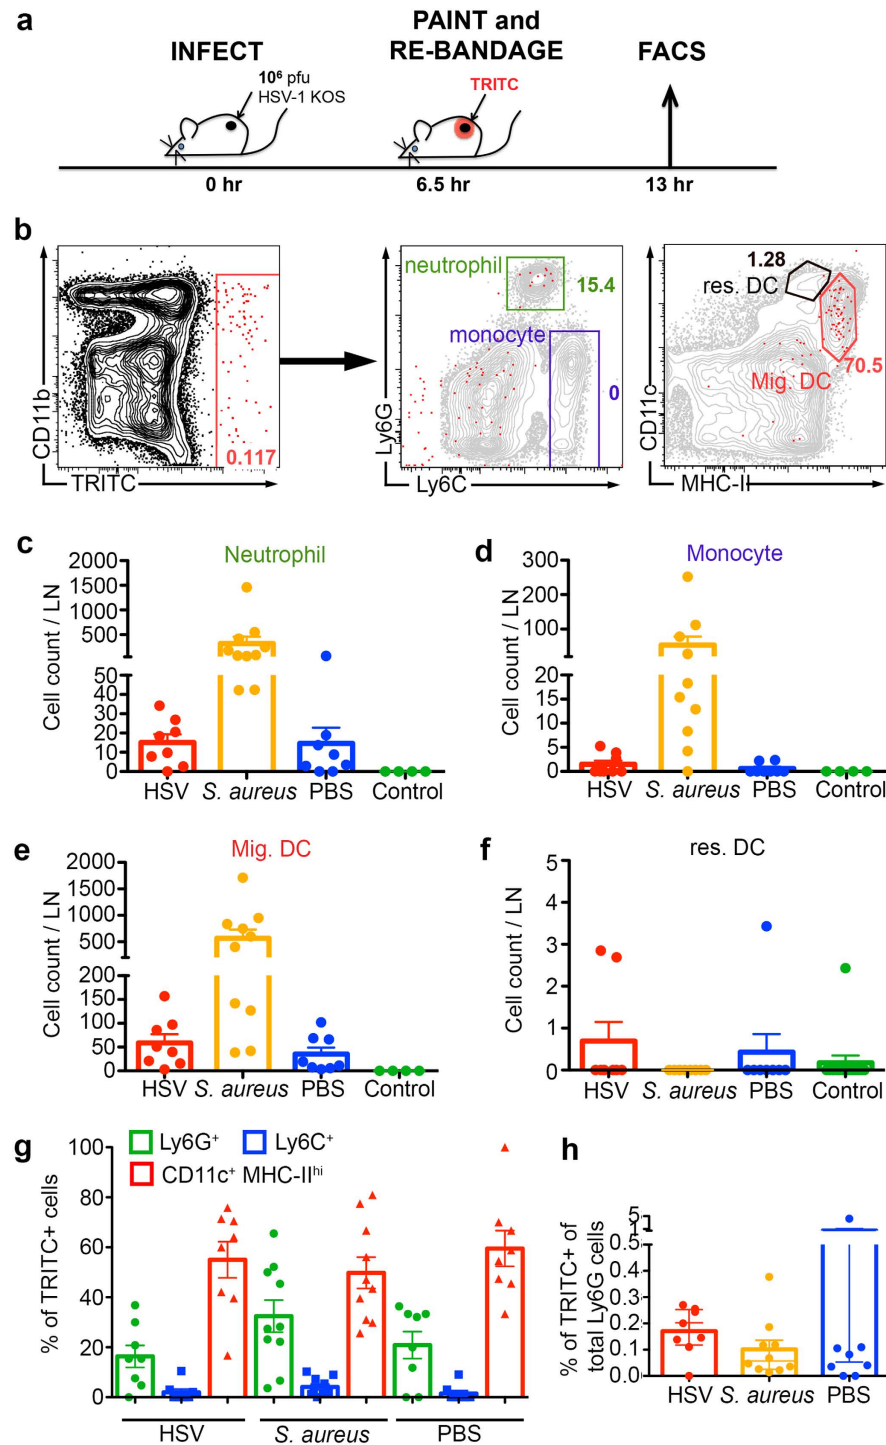 a
INFECT
PAINT and
RE-BANDAGE
FACS
10⁶ pfu
HSV-1 KOS
TRITC
0 hr
6.5 hr
13 hr
b
CD11b
TRITC
0.117
neutrophil
15.4
monocyte
0
Ly6G
Ly6C
1.28
res. DC
Mig. DC
70.5
CD11c
MHC-II
c
Neutrophil
Cell count / LN
2000
1500
1000
500
50
40
30
20
10
0
HSV
S. aureus
PBS
Control
d
Monocyte
Cell count / LN
300
200
100
20
15
10
5
0
HSV
S. aureus
PBS
Control
e
Mig. DC
Cell count / LN
2000
1500
1000
500
200
150
100
50
0
HSV
S. aureus
PBS
Control
f
res. DC
Cell count / LN
5
4
3
2
1
0
HSV
S. aureus
PBS
Control
g
Ly6G⁺
Ly6C⁺
CD11c⁺ MHC-IIʰⁱ
% of TRITC+ cells
100
80
60
40
20
0
HSV
S. aureus
PBS
h
% of TRITC+ of
total Ly6G cells
5
1
0.5
0.4
0.3
0.2
0.1
0.0
HSV
S. aureus
PBS